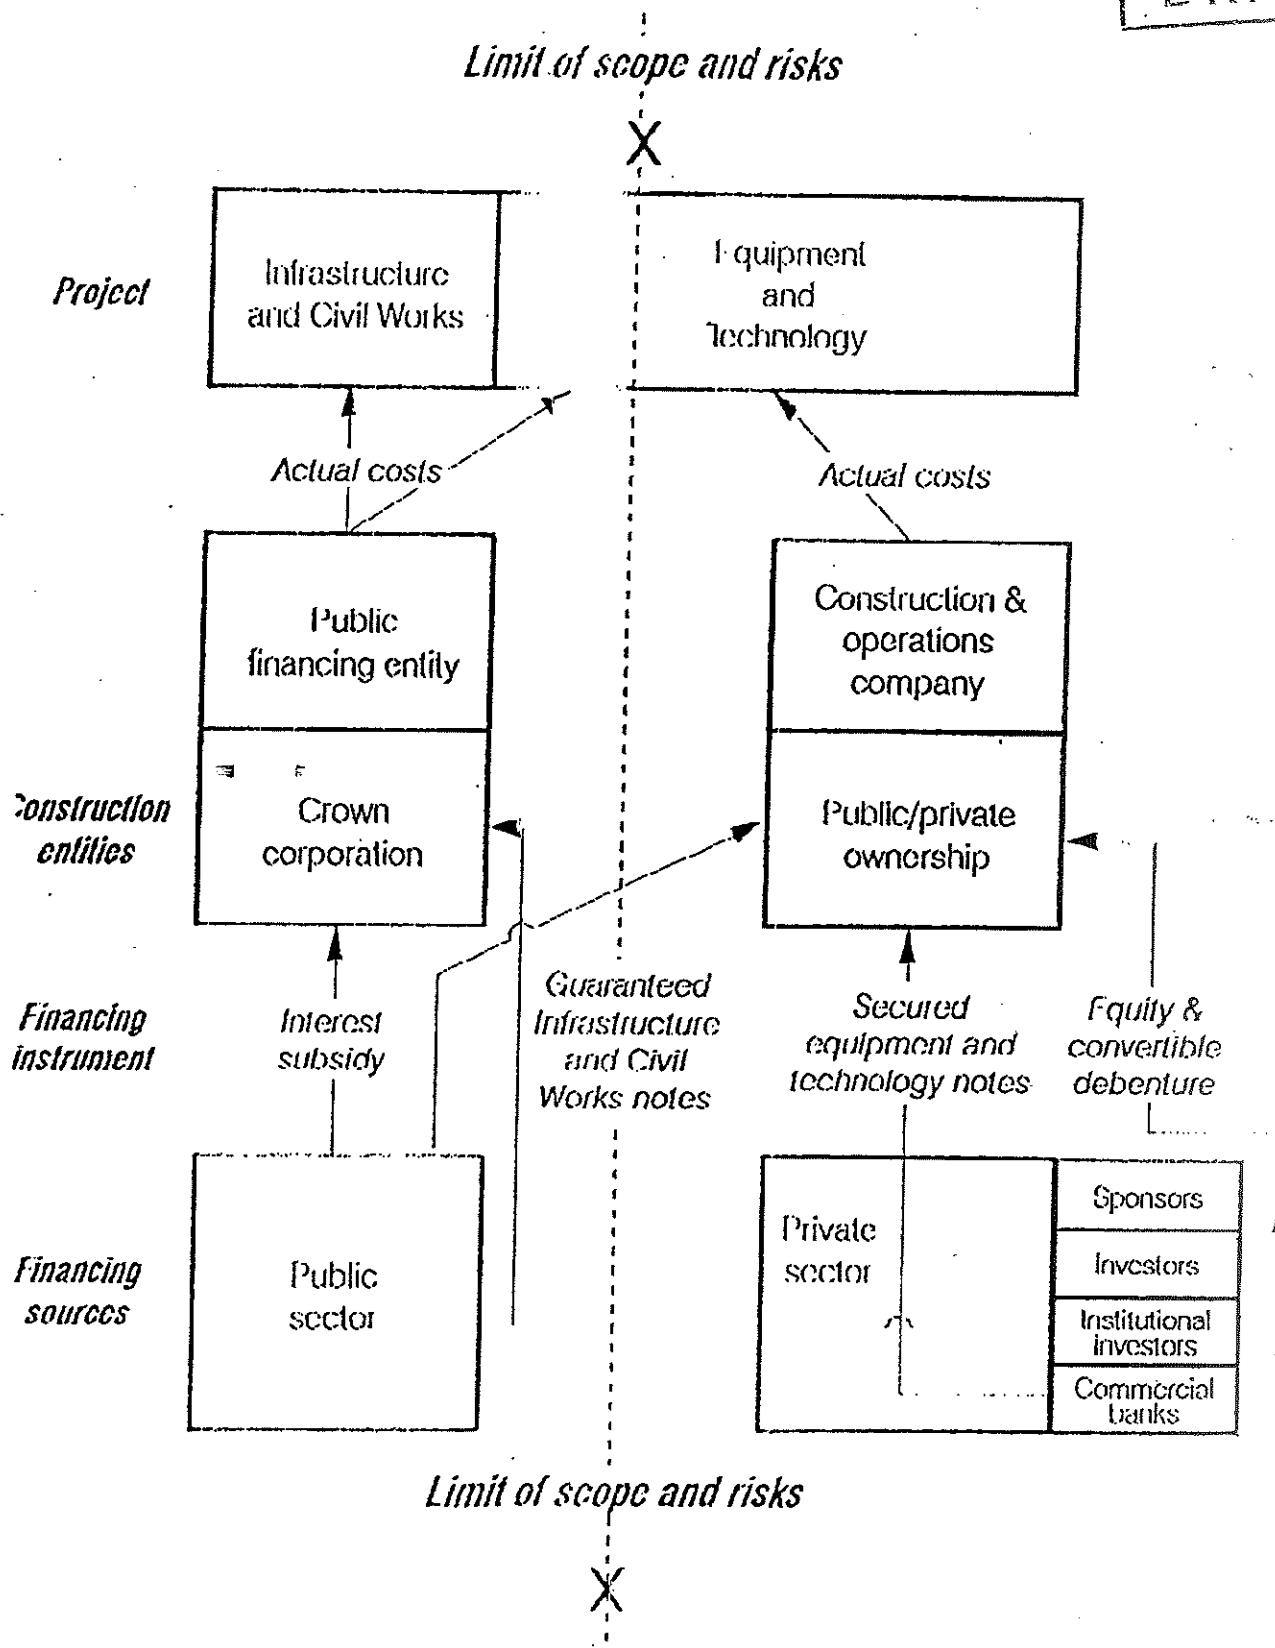 Limit of scope and risks
X
Project
Infrastructure
and Civil Works
Equipment
and
Technology
Actual costs
Actual costs
Public
financing entity
Construction &
operations
company
Construction
entities
Crown
corporation
Public/private
ownership
Financing
instrument
Interest
subsidy
Guaranteed
Infrastructure
and Civil
Works notes
Secured
equipment and
technology notes
Equity &
convertible
debenture
Financing
sources
Public
sector
Private
sector
Sponsors
Investors
Institutional
investors
Commercial
banks
Limit of scope and risks
X